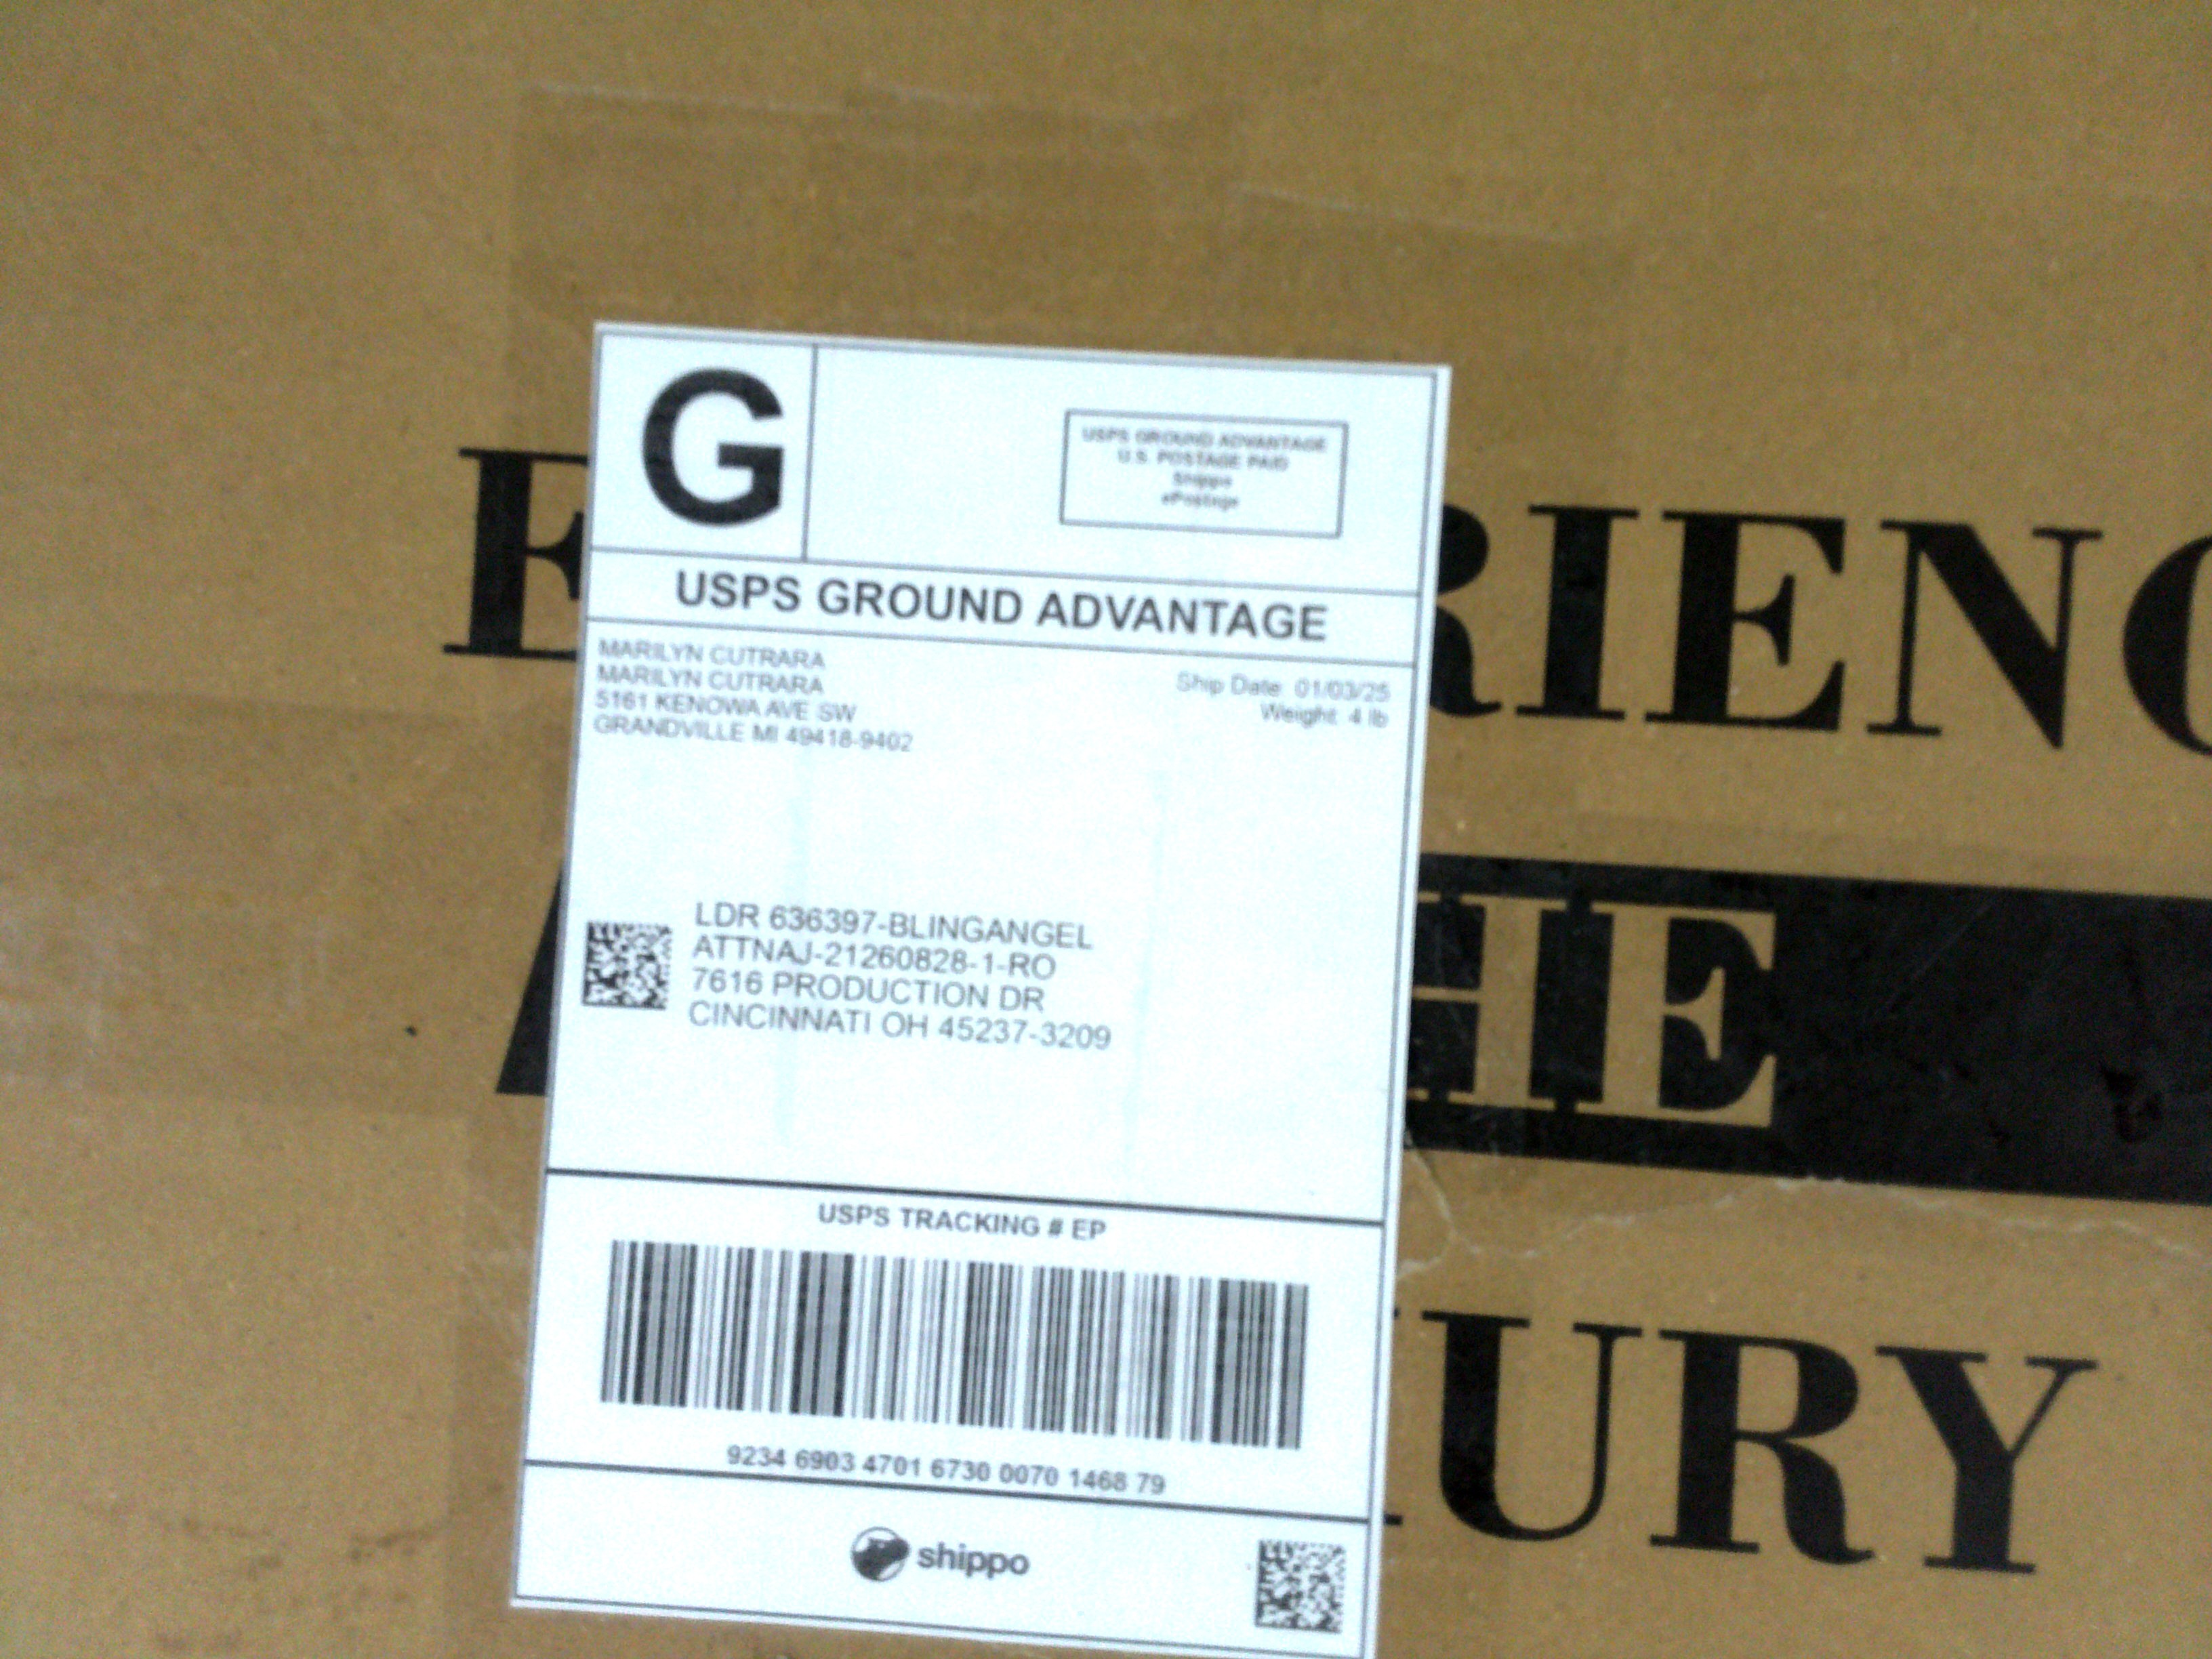 G
USPS GROUND ADVANTAGE
U.S. POSTAGE PAID
Shippo
ePostage
USPS GROUND ADVANTAGE
MARILYN CUTRARA
MARILYN CUTRARA
5161 KENOWA AVE SW
GRANDVILLE MI 49418-9402
Ship Date: 01/03/25
Weight: 4 lb
LDR 636397-BLINGANGEL
ATTNAJ-21260828-1-RO
7616 PRODUCTION DR
CINCINNATI OH 45237-3209
USPS TRACKING # EP
9234 6903 4701 6730 0070 1468 79
shippo
E RIENC
HE
URY